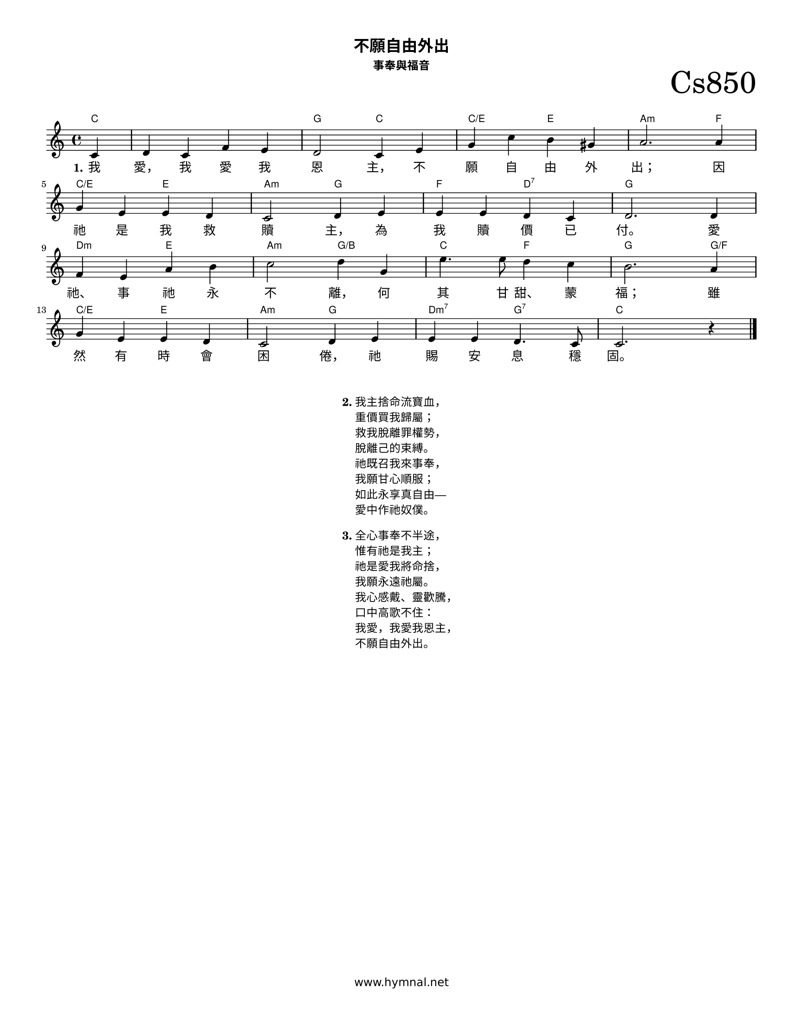 不願自由外出
事奉與福音
Cs850
C G C C/E E Am F
1. 我 愛， 我 愛 我 恩 主， 不 願 自 由 外 出； 因
5 C/E E Am G F D7 G
祂 是 我 救 贖 主， 為 我 贖 價 已 付。 愛
9 Dm E Am G/B C F G G/F
祂、 事 祂 永 不 離， 何 其 甘 甜、 蒙 福； 雖
13 C/E E Am G Dm7 G7 C
然 有 時 會 困 倦， 祂 賜 安 息 穩 固。
2. 我主捨命流寶血，
重價買我歸屬；
救我脫離罪權勢，
脫離己的束縛。
祂既召我來事奉，
我願甘心順服；
如此永享真自由—
愛中作祂奴僕。
3. 全心事奉不半途，
惟有祂是我主；
祂是愛我將命捨，
我願永遠祂屬。
我心感戴、靈歡騰，
口中高歌不住：
我愛，我愛我恩主，
不願自由外出。
www.hymnal.net